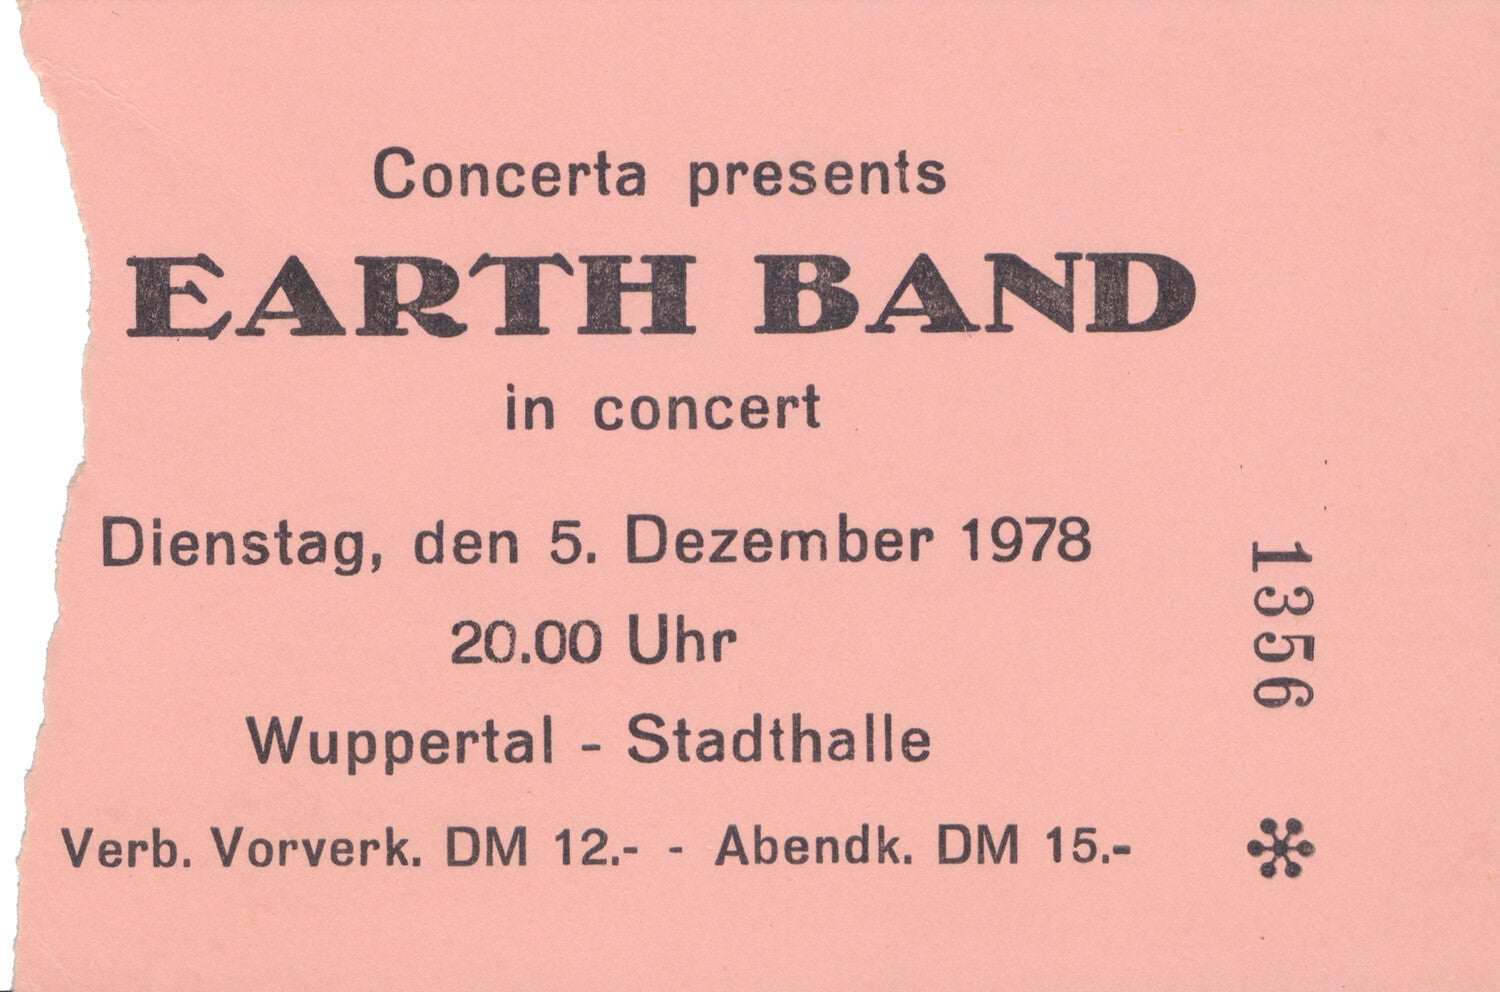 Concerta presents
EARTH BAND
in concert
Dienstag, den 5. Dezember 1978
20.00 Uhr
Wuppertal - Stadthalle
Verb. Vorverk. DM 12.- - Abendk. DM 15.-
1356